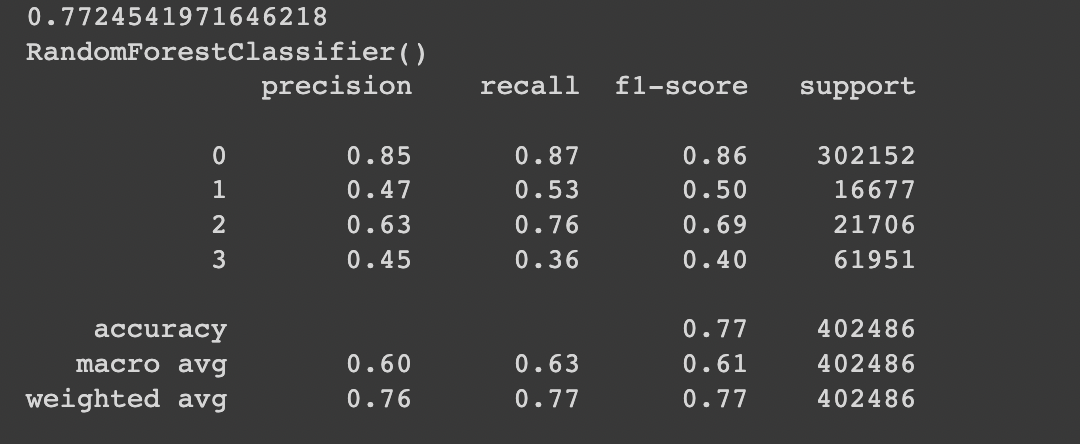 0.7724541971646218
RandomForestClassifier()
precision recall f1-score support
0 0.85 0.87 0.86 302152
1 0.47 0.53 0.50 16677
2 0.63 0.76 0.69 21706
3 0.45 0.36 0.40 61951
accuracy 0.77 402486
macro avg 0.60 0.63 0.61 402486
weighted avg 0.76 0.77 0.77 402486